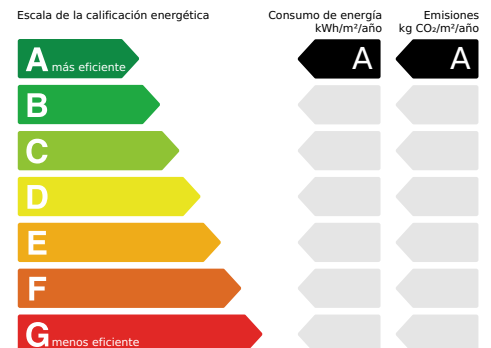 Escala de la calificación energética
Consumo de energía
kWh/m²/año
Emisiones
kg CO₂/m²/año
A más eficiente
A
A
B
C
D
E
F
G menos eficiente